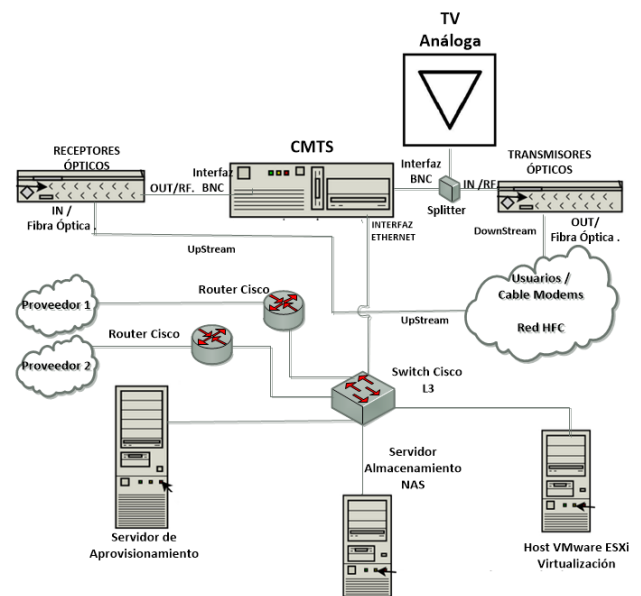 TV
Análoga
CMTS
RECEPTORES
ÓPTICOS
Interfaz
BNC
OUT/RF.
IN /
Fibra Óptica .
Interfaz
BNC
IN /RF.
Splitter
TRANSMISORES
ÓPTICOS
INTERFAZ
ETHERNET
DownStream
OUT/
Fibra Óptica .
UpStream
Usuarios /
Cable Modems
Red HFC
UpStream
Proveedor 1
Router Cisco
Proveedor 2
Router Cisco
Switch Cisco
L3
Servidor
Almacenamiento
NAS
Servidor de
Aprovisionamiento
Host VMware ESXi
Virtualización